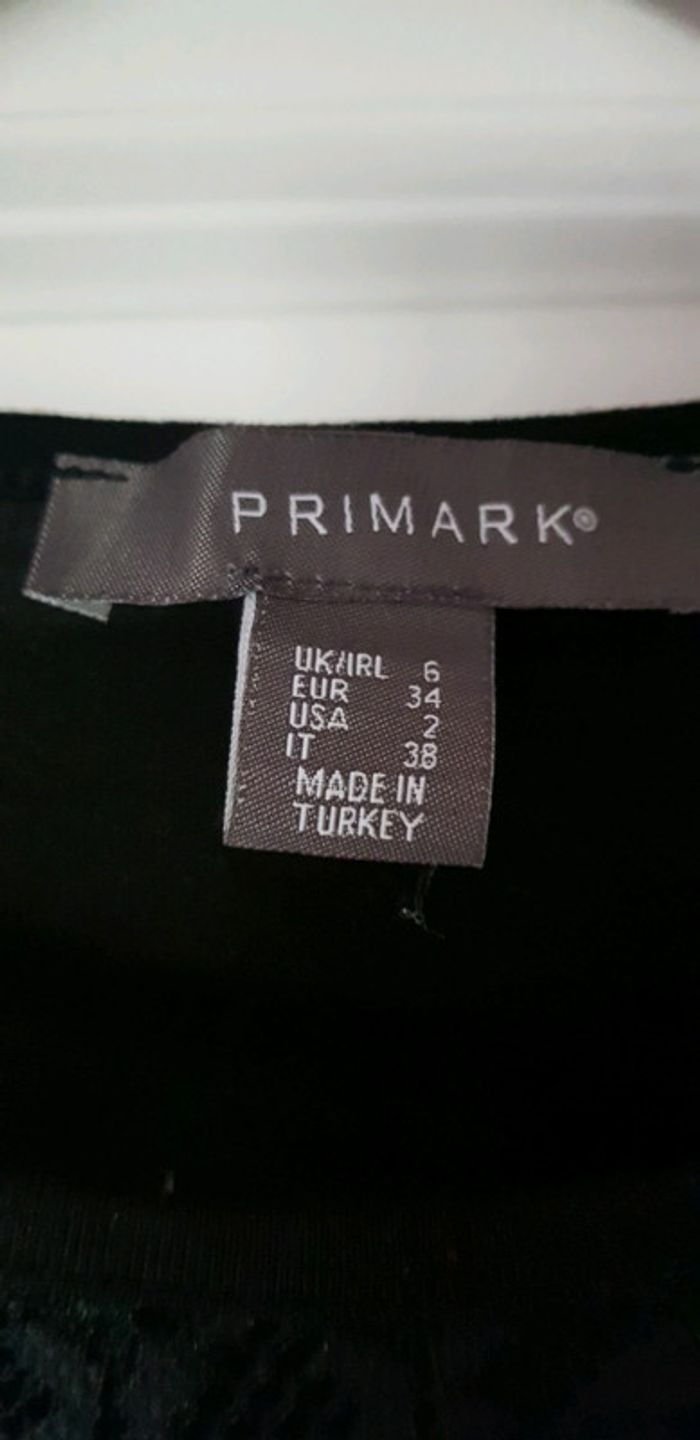 PRIMARK®
UK/IRL 6
EUR 34
USA 2
IT 38
MADE IN
TURKEY